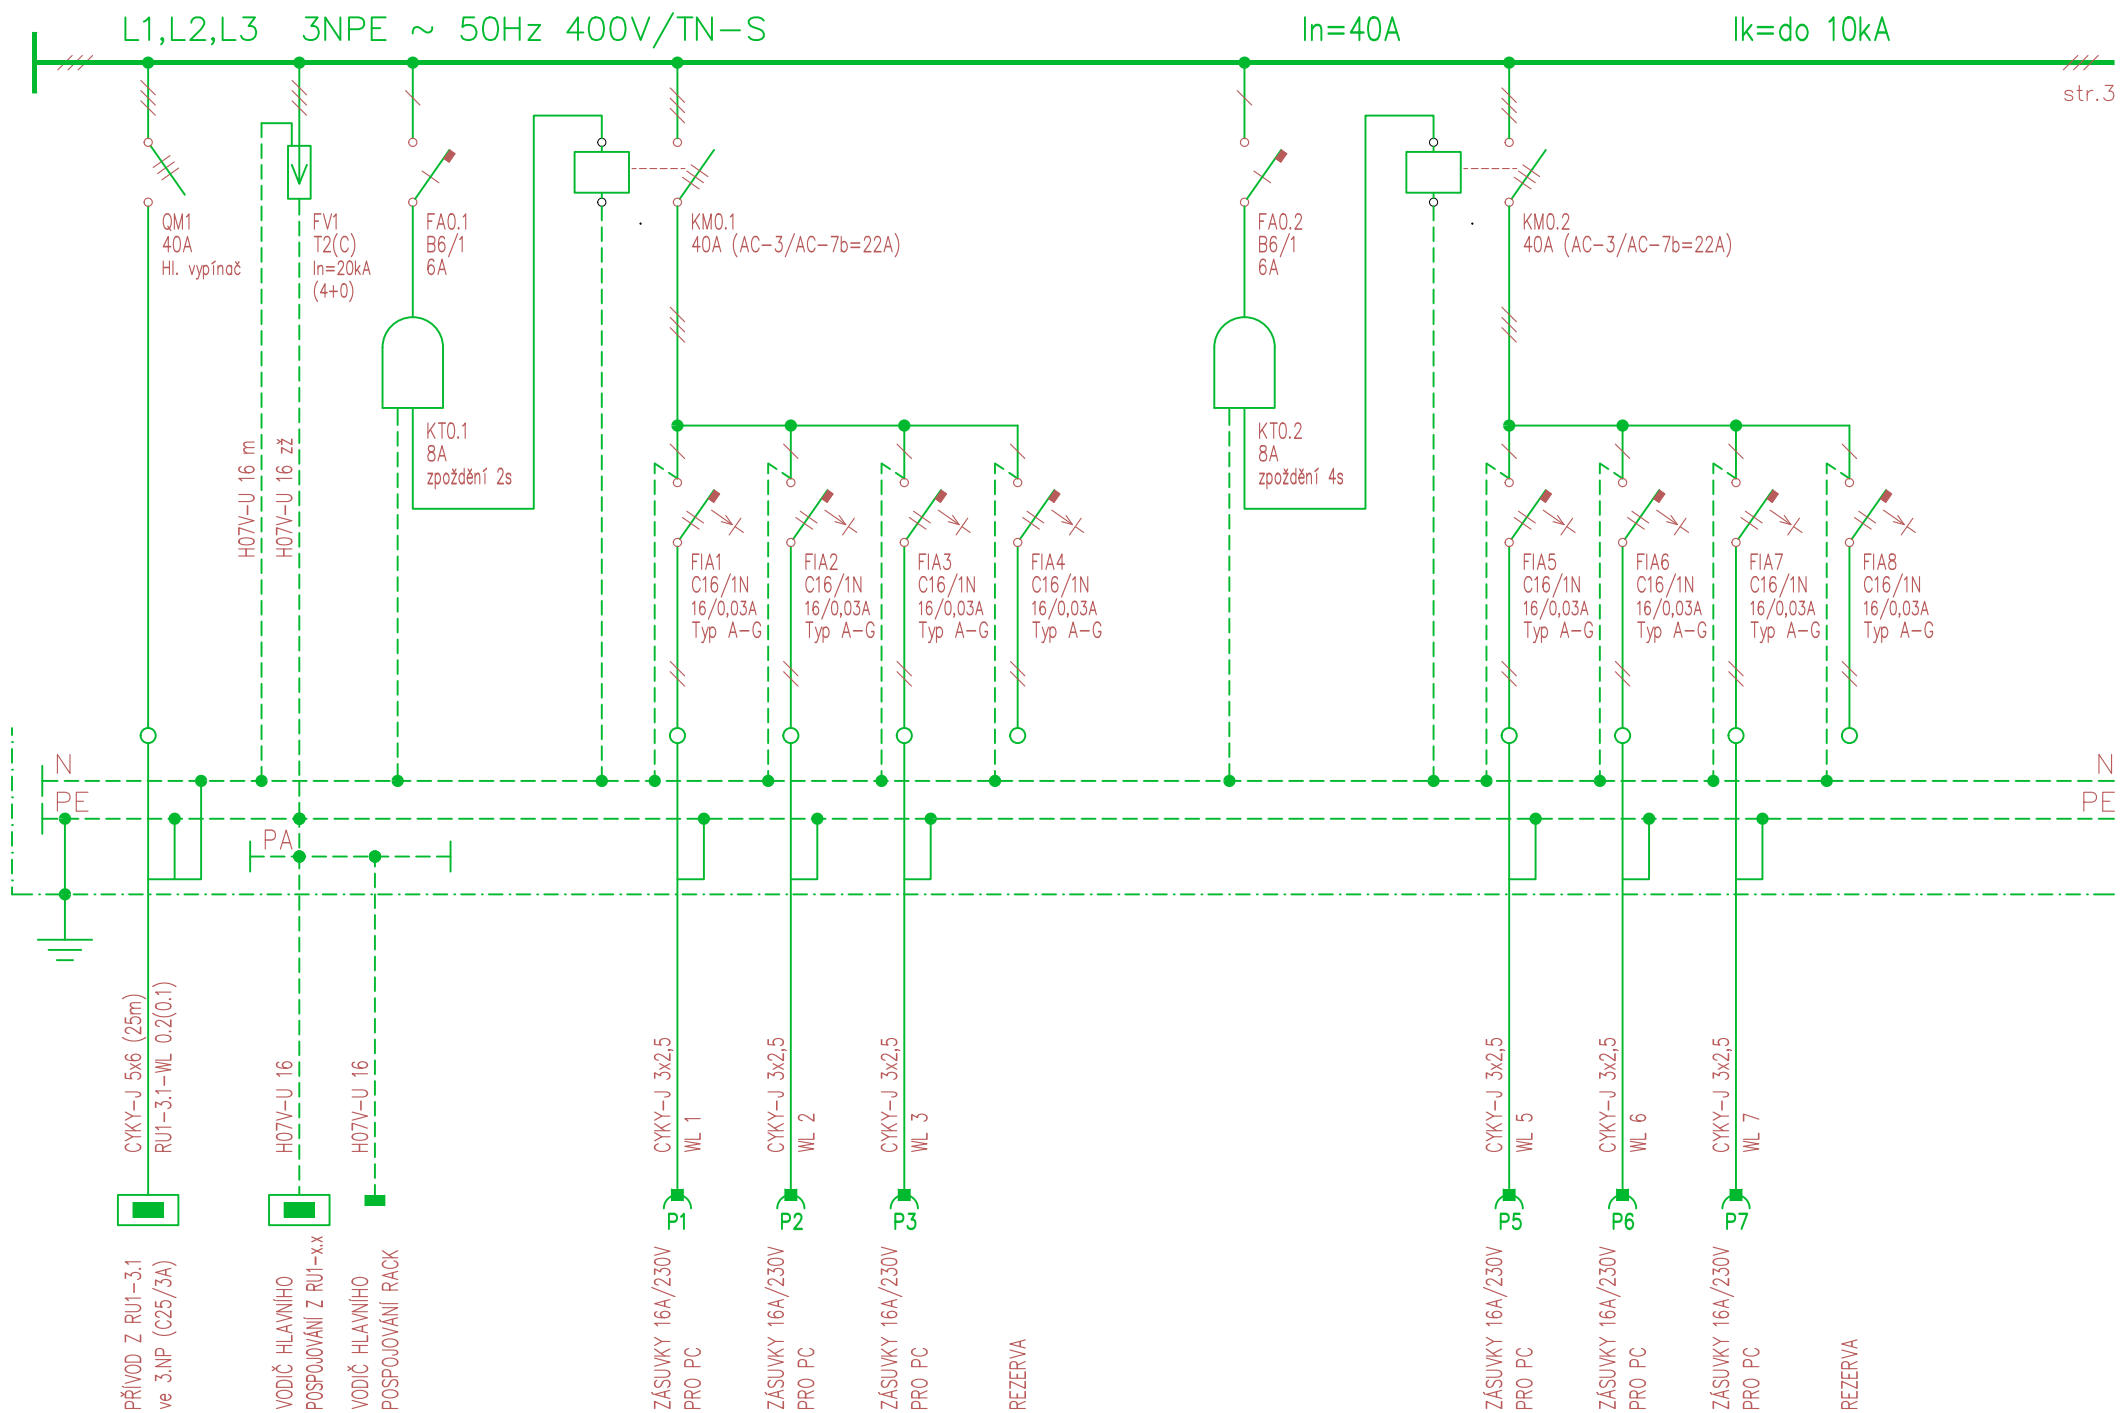 L1,L2,L3 3NPE ~ 50Hz 400V/TN-S
In=40A
Ik=do 10kA
str.3
QM1
40A
Hl. vypínač
FV1
T2(C)
In=20kA
(4+0)
FA0.1
B6/1
6A
KM0.1
40A (AC-3/AC-7b=22A)
FA0.2
B6/1
6A
KM0.2
40A (AC-3/AC-7b=22A)
H07V-U 16 m
H07V-U 16 zž
KT0.1
8A
zpoždění 2s
KT0.2
8A
zpoždění 4s
FIA1
C16/1N
16/0,03A
Typ A-G
FIA2
C16/1N
16/0,03A
Typ A-G
FIA3
C16/1N
16/0,03A
Typ A-G
FIA4
C16/1N
16/0,03A
Typ A-G
FIA5
C16/1N
16/0,03A
Typ A-G
FIA6
C16/1N
16/0,03A
Typ A-G
FIA7
C16/1N
16/0,03A
Typ A-G
FIA8
C16/1N
16/0,03A
Typ A-G
N
N
PE
PE
PA
CYKY-J 5x6 (25m)
RU1-3.1-WL 0.2(0.1)
H07V-U 16
H07V-U 16
CYKY-J 3x2,5
WL 1
CYKY-J 3x2,5
WL 2
CYKY-J 3x2,5
WL 3
CYKY-J 3x2,5
WL 5
CYKY-J 3x2,5
WL 6
CYKY-J 3x2,5
WL 7
P1
P2
P3
P5
P6
P7
PŘÍVOD Z RU1-3.1
ve 3.NP (C25/3A)
VODIČ HLAVNÍHO
POSPOJOVÁNÍ Z RU1-x.x
VODIČ HLAVNÍHO
POSPOJOVÁNÍ RACK
ZÁSUVKY 16A/230V
PRO PC
ZÁSUVKY 16A/230V
PRO PC
ZÁSUVKY 16A/230V
PRO PC
REZERVA
ZÁSUVKY 16A/230V
PRO PC
ZÁSUVKY 16A/230V
PRO PC
ZÁSUVKY 16A/230V
PRO PC
REZERVA